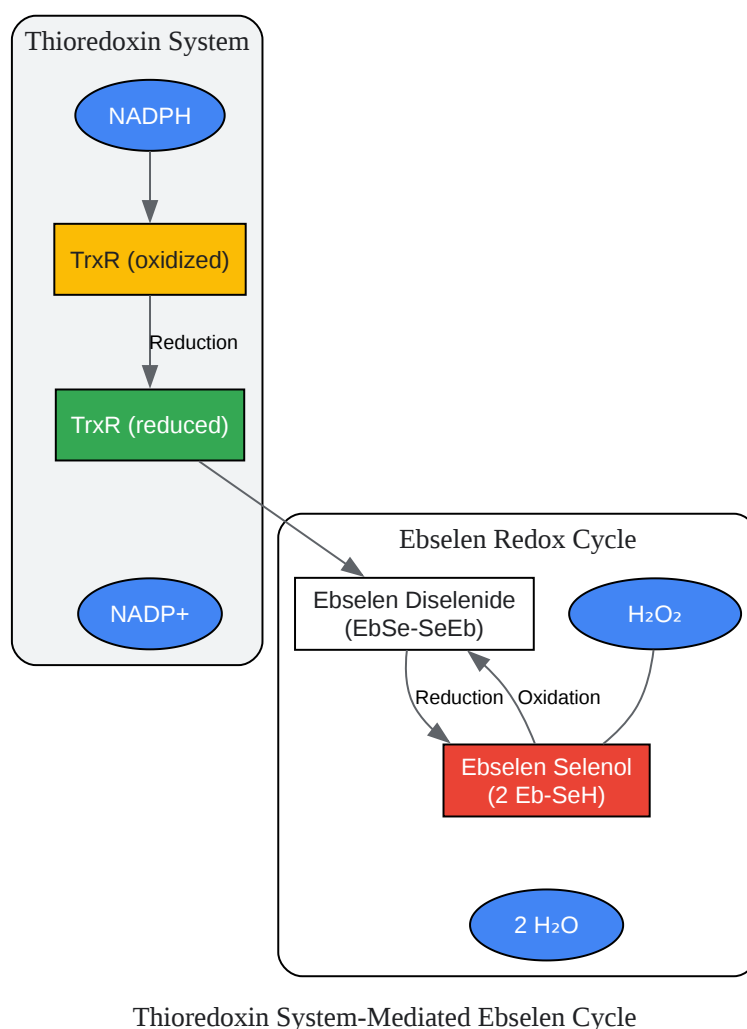 Thioredoxin System
NADPH
TrxR (oxidized)
Reduction
TrxR (reduced)
NADP+
Ebselen Redox Cycle
Ebselen Diselenide
(EbSe-SeEb)
H₂O₂
Reduction
Oxidation
Ebselen Selenol
(2 Eb-SeH)
2 H₂O
Thioredoxin System-Mediated Ebselen Cycle